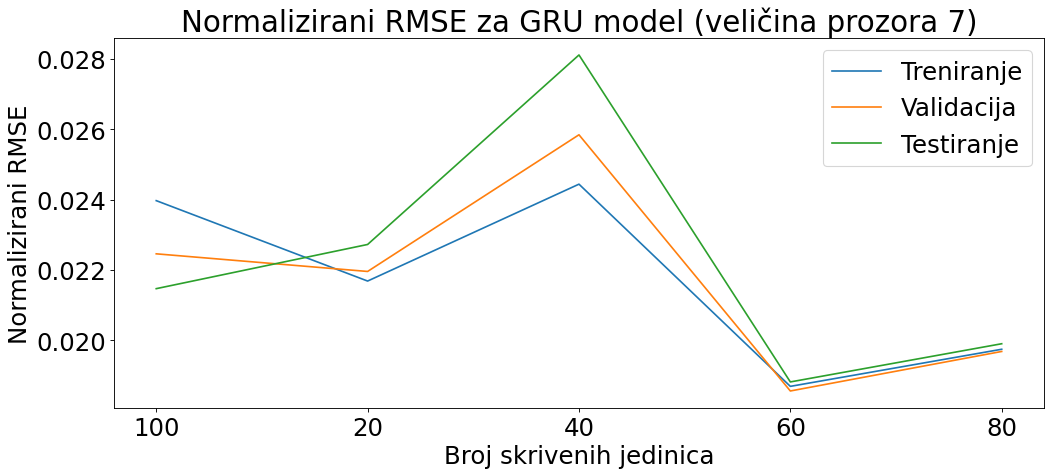 Normalizirani RMSE za GRU model (veličina prozora 7)
Normalizirani RMSE
0.028
0.026
0.024
0.022
0.020
Treniranje
Validacija
Testiranje
100 20 40 60 80
Broj skrivenih jedinica